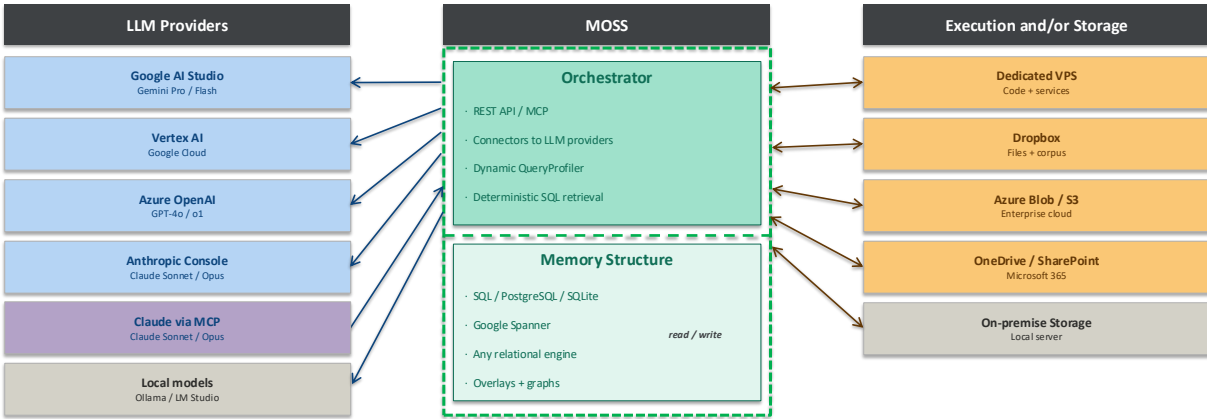 LLM Providers
Google AI Studio
Gemini Pro / Flash
Vertex AI
Google Cloud
Azure OpenAI
GPT-4o / o1
Anthropic Console
Claude Sonnet / Opus
Claude via MCP
Claude Sonnet / Opus
Local models
Ollama / LM Studio
MOSS
Orchestrator
· REST API / MCP
· Connectors to LLM providers
· Dynamic QueryProfiler
· Deterministic SQL retrieval
Memory Structure
· SQL / PostgreSQL / SQLite
· Google Spanner
read / write
· Any relational engine
· Overlays + graphs
Execution and/or Storage
Dedicated VPS
Code + services
Dropbox
Files + corpus
Azure Blob / S3
Enterprise cloud
OneDrive / SharePoint
Microsoft 365
On-premise Storage
Local server